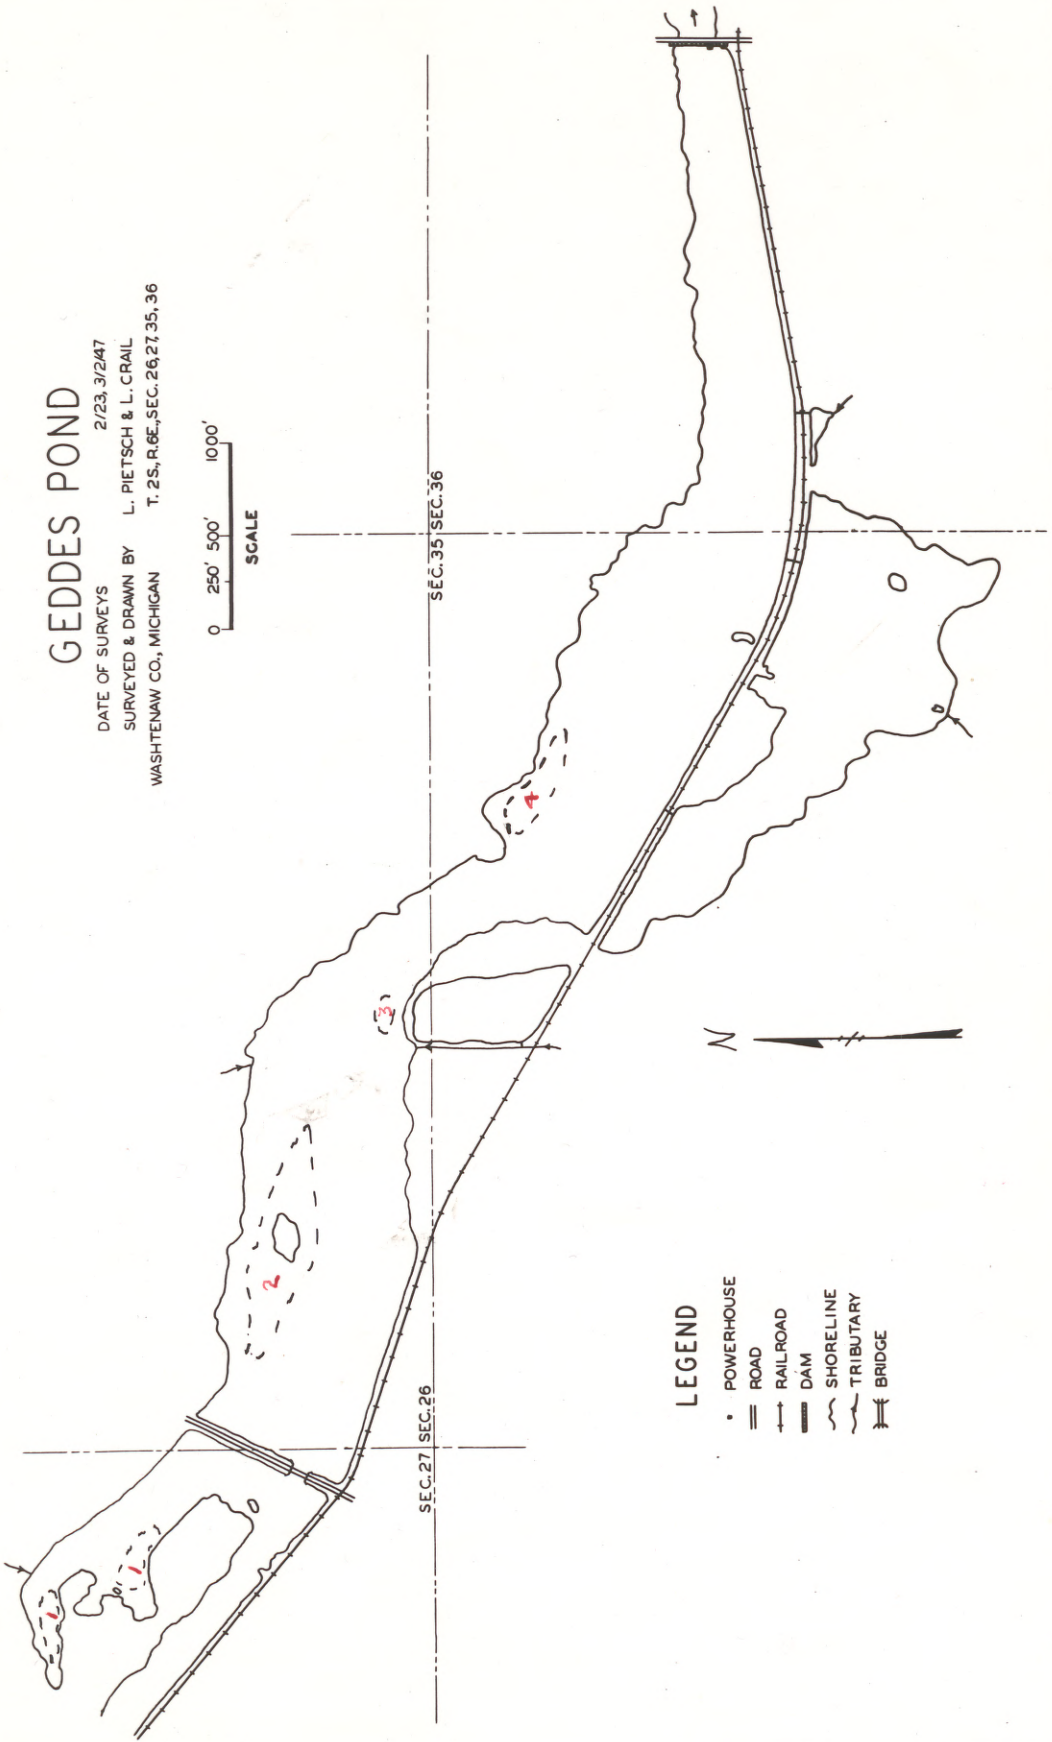 GEDDES POND
DATE OF SURVEYS 2/23, 3/2/47
SURVEYED & DRAWN BY L. PIETSCH & L. CRAIL
WASHTENAW CO., MICHIGAN T. 2S, R.6E., SEC. 26, 27, 35, 36
0 250' 500' 1000'
SCALE
SEC. 35 SEC. 36
SEC. 27 SEC. 26
1
1
2
3
4
N
LEGEND
POWERHOUSE
ROAD
RAILROAD
DAM
SHORELINE
TRIBUTARY
BRIDGE